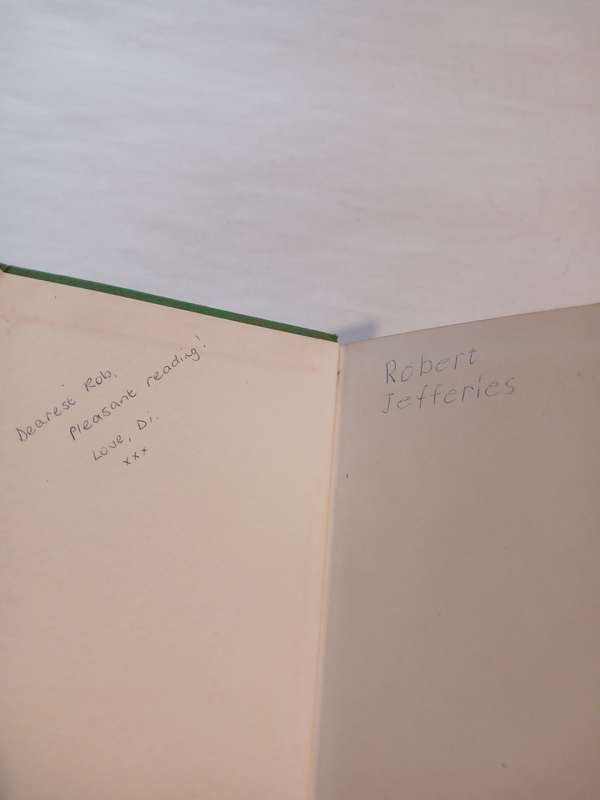 Dearest Rob,
Pleasant reading!
Love, Di.
xxx
Robert
Jefferies